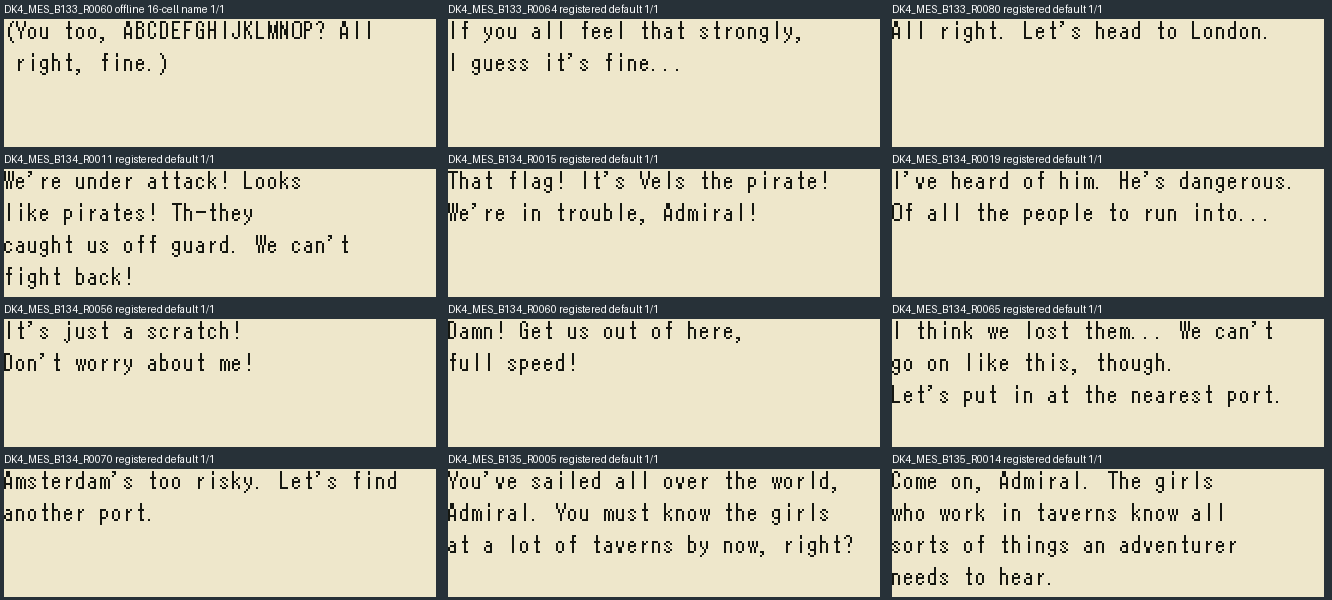 DK4_MES_B133_R0060 offline 16-cell name 1/1
(You too, ABCDEFGHIJKLMNOP? All
right, fine.)
DK4_MES_B133_R0064 registered default 1/1
If you all feel that strongly,
I guess it's fine...
DK4_MES_B133_R0080 registered default 1/1
All right. Let's head to London.
DK4_MES_B134_R0011 registered default 1/1
We're under attack! Looks
like pirates! Th-they
caught us off guard. We can't
fight back!
DK4_MES_B134_R0015 registered default 1/1
That flag! It's Vels the pirate!
We're in trouble, Admiral!
DK4_MES_B134_R0019 registered default 1/1
I've heard of him. He's dangerous.
Of all the people to run into...
DK4_MES_B134_R0056 registered default 1/1
It's just a scratch!
Don't worry about me!
DK4_MES_B134_R0060 registered default 1/1
Damn! Get us out of here,
full speed!
DK4_MES_B134_R0065 registered default 1/1
I think we lost them... We can't
go on like this, though.
Let's put in at the nearest port.
DK4_MES_B134_R0070 registered default 1/1
Amsterdam's too risky. Let's find
another port.
DK4_MES_B135_R0005 registered default 1/1
You've sailed all over the world,
Admiral. You must know the girls
at a lot of taverns by now, right?
DK4_MES_B135_R0014 registered default 1/1
Come on, Admiral. The girls
who work in taverns know all
sorts of things an adventurer
needs to hear.